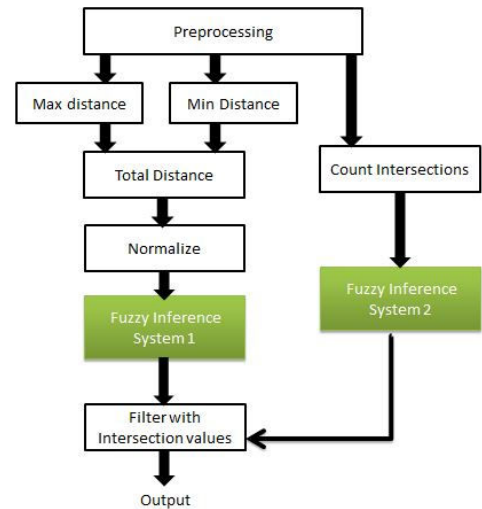 Preprocessing
Max distance
Min Distance
Total Distance
Count Intersections
Normalize
Fuzzy Inference
System 1
Fuzzy Inference
System 2
Filter with
Intersection values
Output